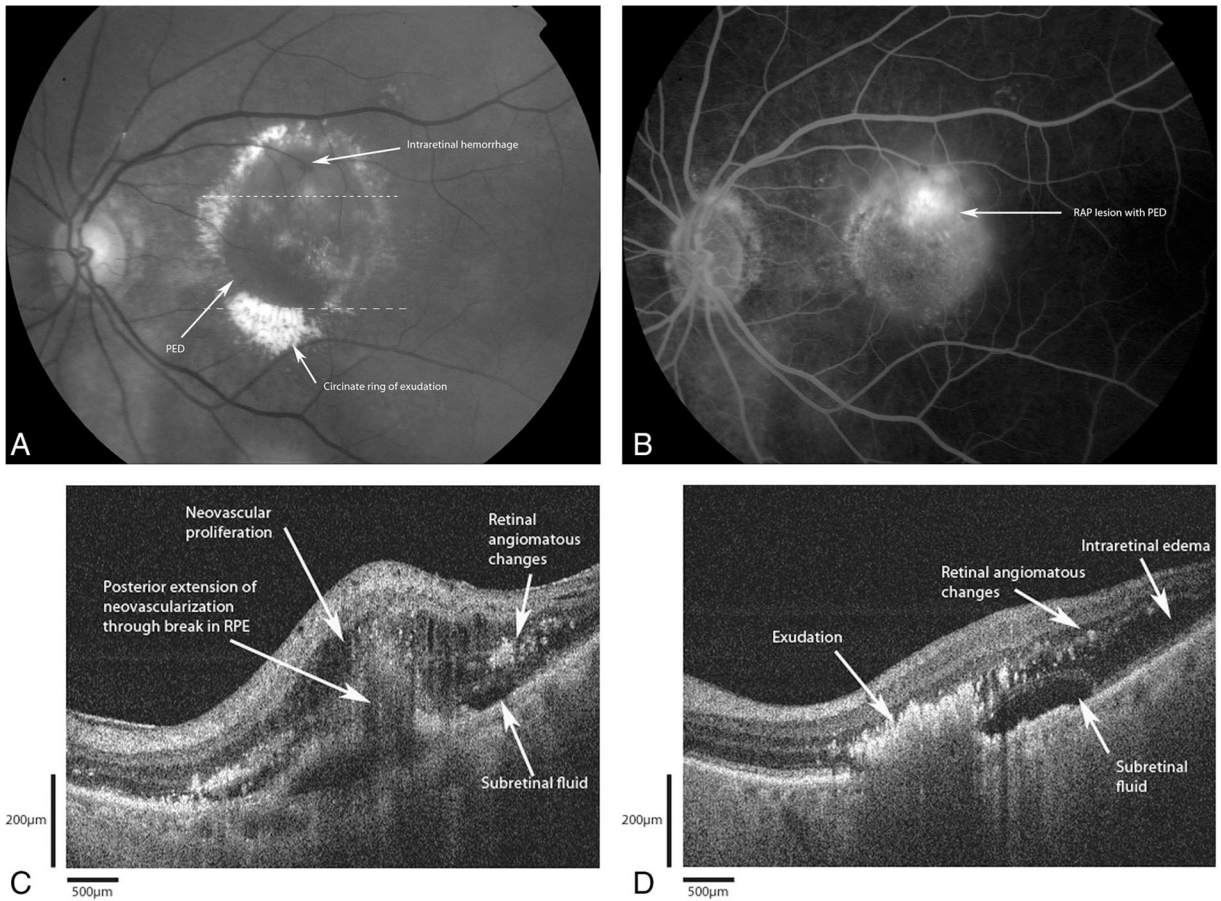 Intraretinal hemorrhage
PED
Circinate ring of exudation
A
RAP lesion with PED
B
Neovascular
proliferation
Retinal
angiomatous
changes
Posterior extension of
neovascularization
through break in RPE
Subretinal fluid
200µm
C
500µm
Intraretinal edema
Retinal angiomatous
changes
Exudation
Subretinal
fluid
200µm
D
500µm